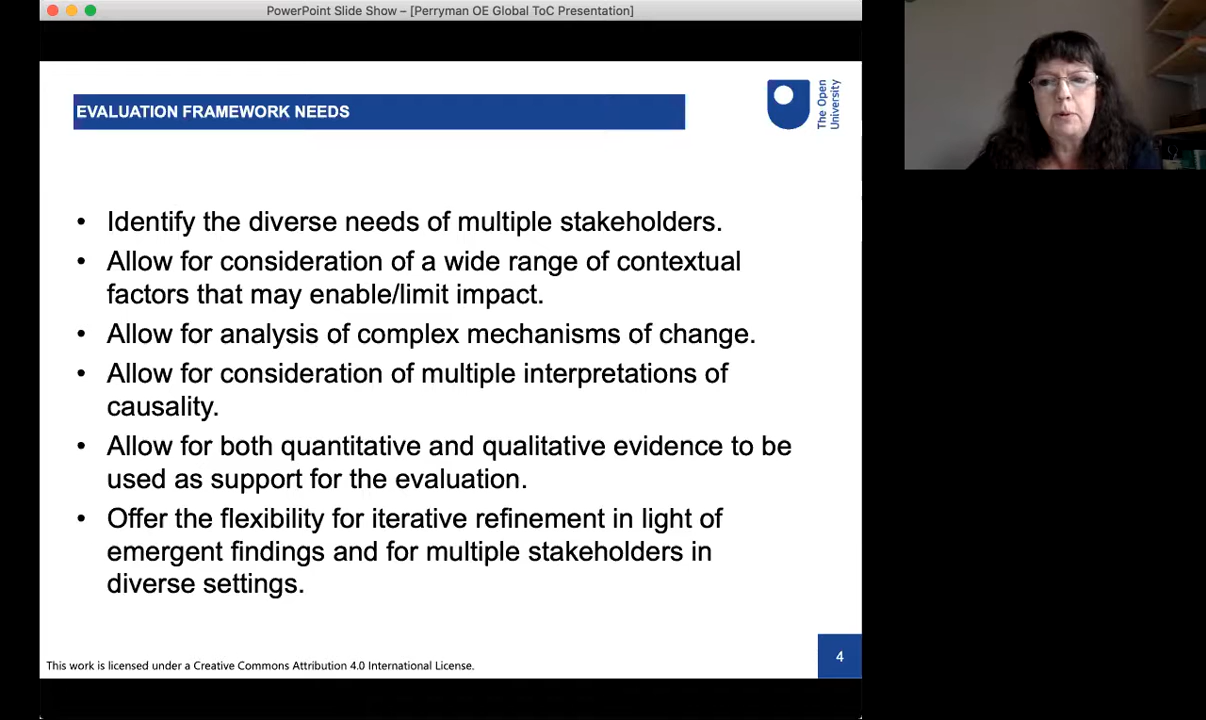 PowerPoint Slide Show – [Perryman OE Global ToC Presentation]
EVALUATION FRAMEWORK NEEDS
The Open
University
• Identify the diverse needs of multiple stakeholders.
• Allow for consideration of a wide range of contextual
factors that may enable/limit impact.
• Allow for analysis of complex mechanisms of change.
• Allow for consideration of multiple interpretations of
causality.
• Allow for both quantitative and qualitative evidence to be
used as support for the evaluation.
• Offer the flexibility for iterative refinement in light of
emergent findings and for multiple stakeholders in
diverse settings.
This work is licensed under a Creative Commons Attribution 4.0 International License.
4